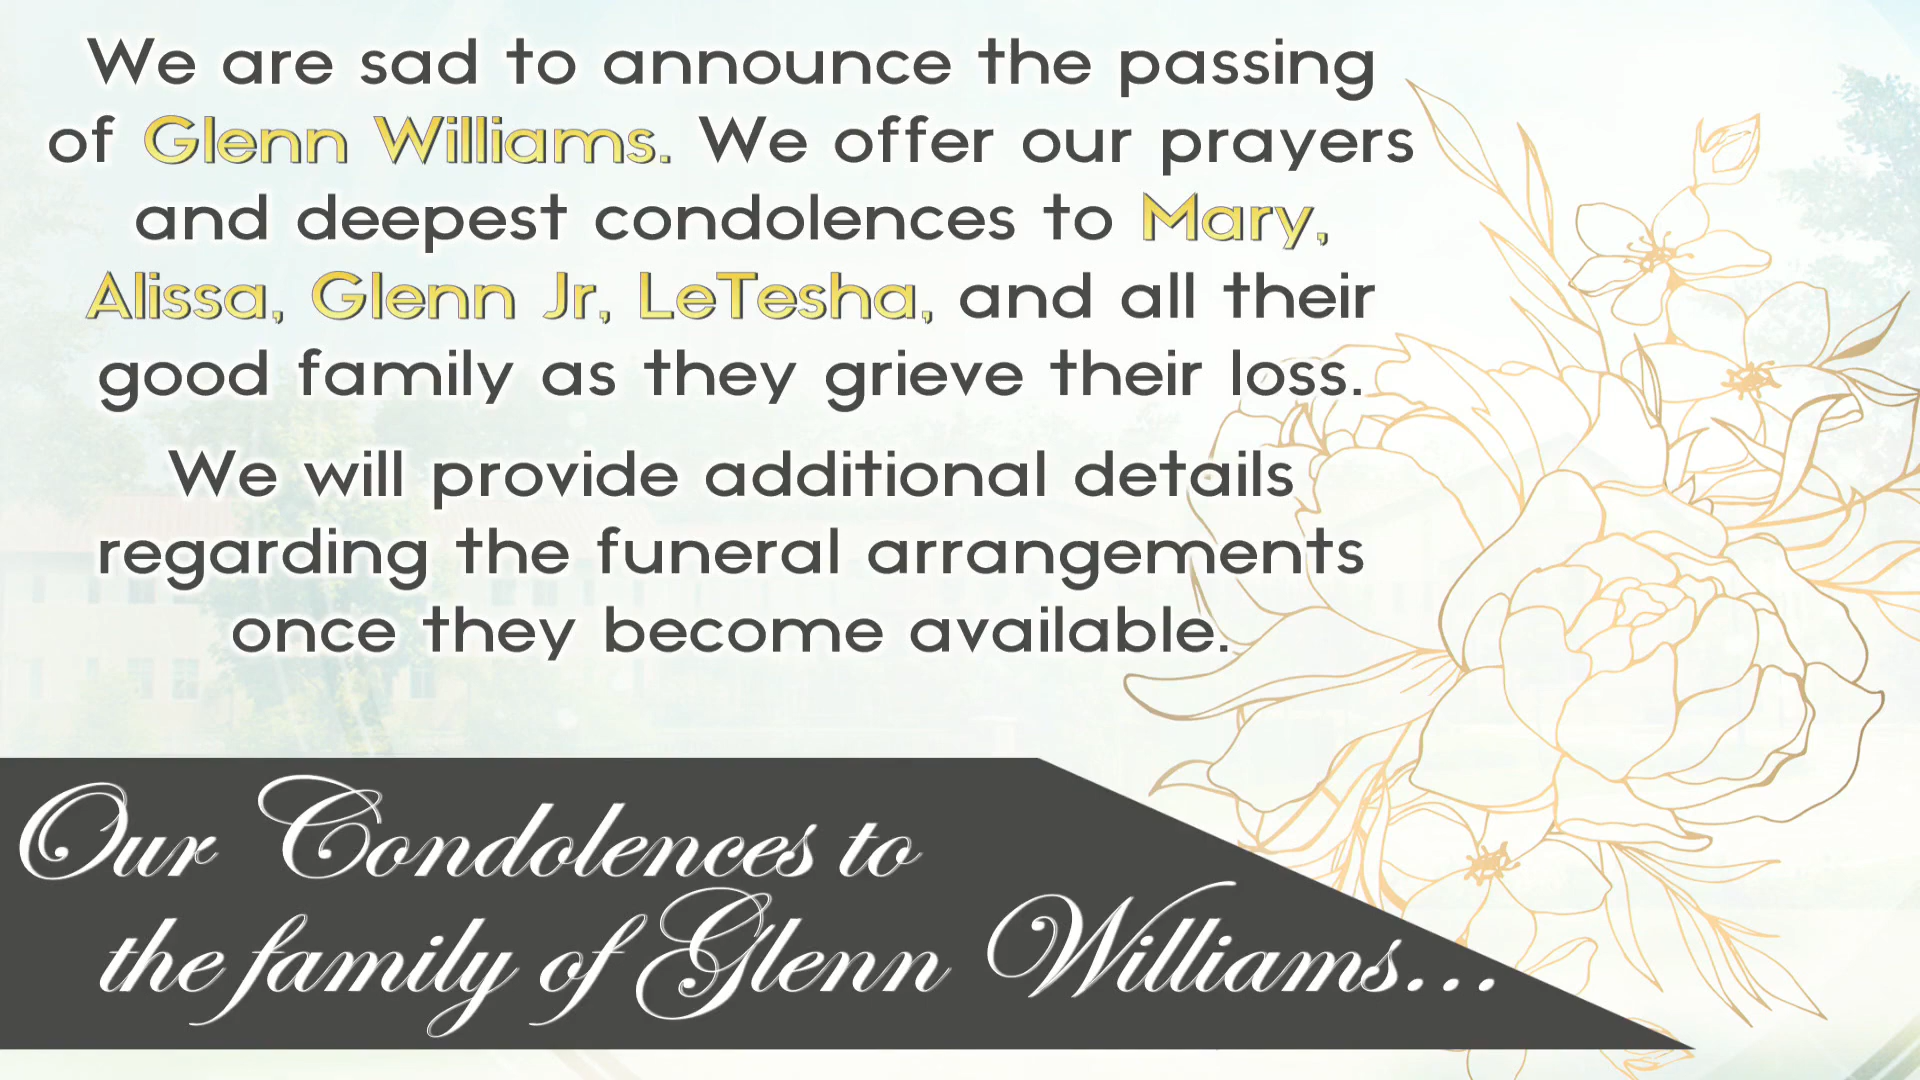 We are sad to announce the passing
of Glenn Williams. We offer our prayers
and deepest condolences to Mary,
Alissa, Glenn Jr, LeTesha, and all their
good family as they grieve their loss.
We will provide additional details
regarding the funeral arrangements
once they become available.
Our Condolences to
the family of Glenn Williams...